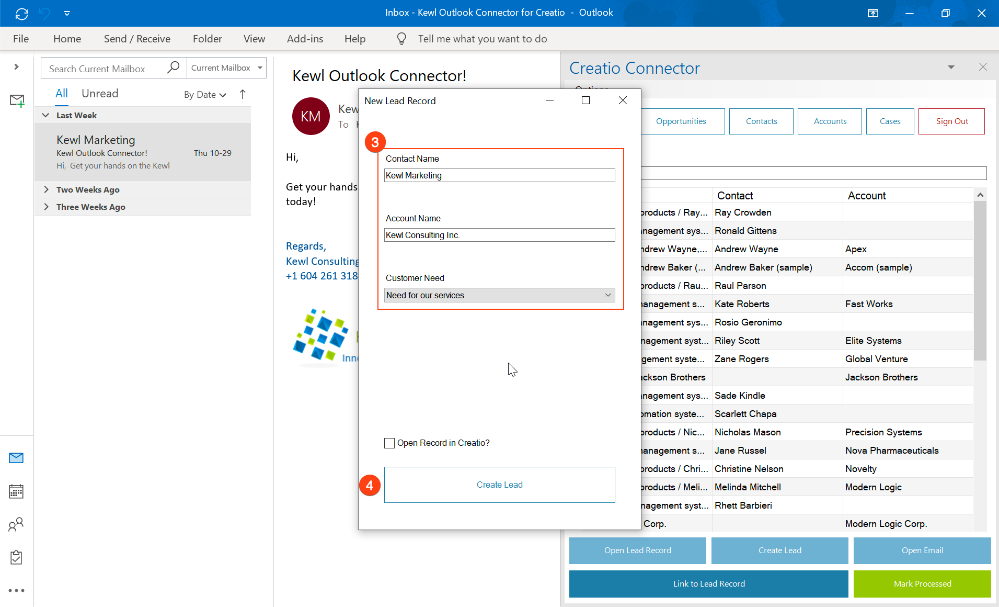 Inbox - Kewl Outlook Connector for Creatio - Outlook
File Home Send / Receive Folder View Add-ins Help Tell me what you want to do
Search Current Mailbox Current Mailbox
All Unread By Date
Last Week
Kewl Marketing
Kewl Outlook Connector! Thu 10-29
Hi, Get your hands on the Kewl
Two Weeks Ago
Three Weeks Ago
Kewl Outlook Connector!
KM
Kew
To
Hi,
Get your hands
today!
Regards,
Kewl Consulting
+1 604 261 318
Inn
New Lead Record
3
Contact Name
Kewl Marketing
Account Name
Kewl Consulting Inc.
Customer Need
Need for our services
Open Record in Creatio?
4
Create Lead
Creatio Connector
Options
Opportunities Contacts Accounts Cases Sign Out
Contact Account
products / Ray... Ray Crowden
nagement sys... Ronald Gittens
ndrew Wayne,... Andrew Wayne Apex
ndrew Baker (... Andrew Baker (sample) Accom (sample)
products / Rau... Raul Parson
nanagement s... Kate Roberts Fast Works
nagement sys... Rosio Geronimo
nagement syst... Riley Scott Elite Systems
gement syste... Zane Rogers Global Venture
ackson Brothers Jackson Brothers
nagement sys... Sade Kindle
omation syste... Scarlett Chapa
products / Nic... Nicholas Mason Precision Systems
nanagement s... Jane Russel Nova Pharmaceuticals
products / Chri... Christine Nelson Novelty
products / Meli... Melinda Mitchell Modern Logic
nagement syst... Rhett Barbieri
Corp. Modern Logic Corp.
Open Lead Record Create Lead Open Email
Link to Lead Record Mark Processed